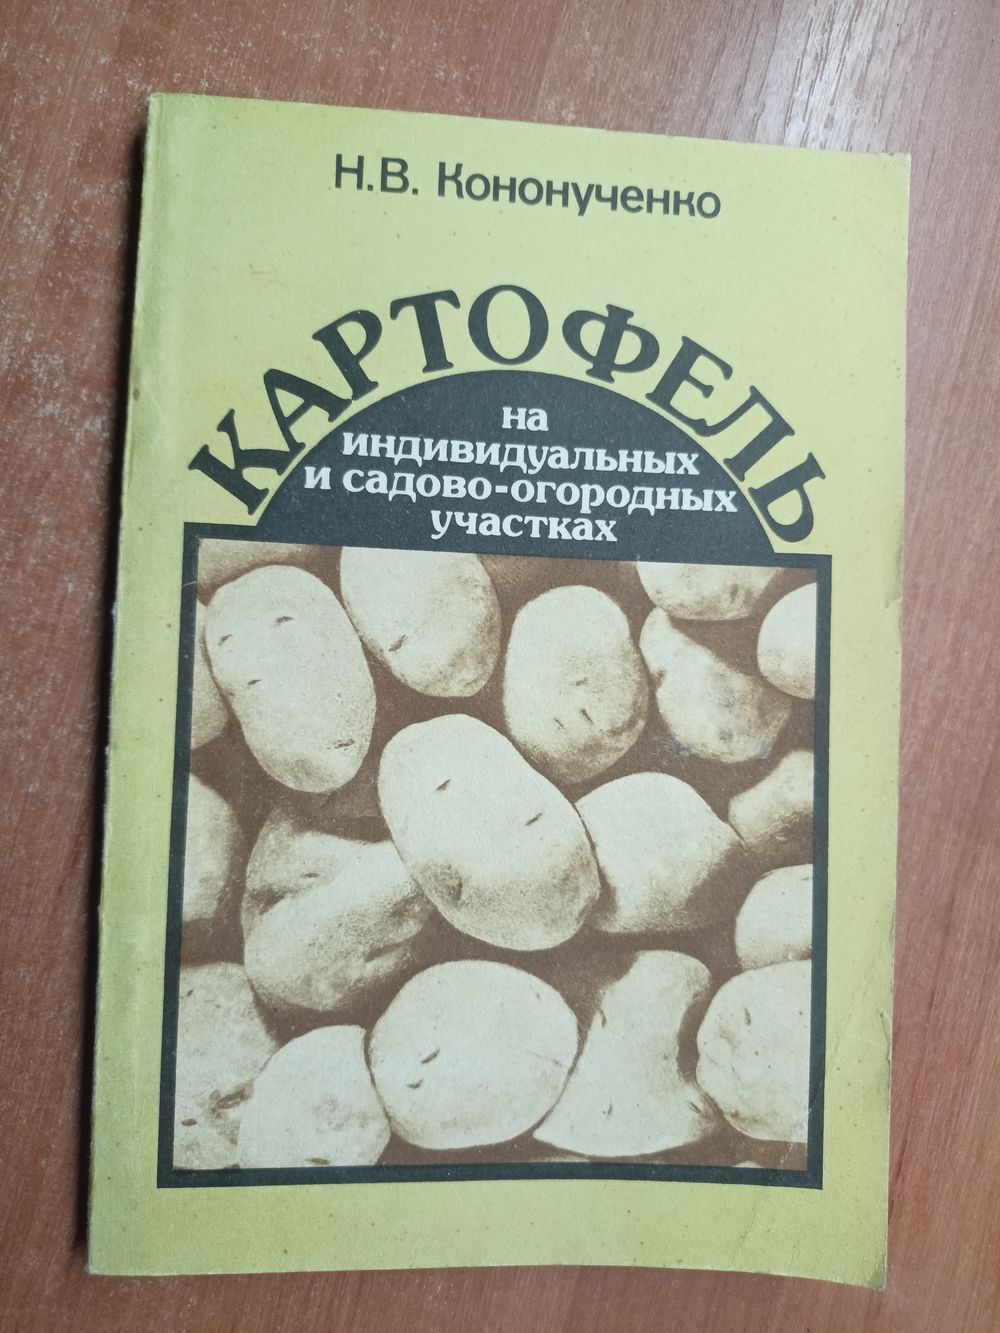 Н.В. Кононученко
КАРТОФЕЛЬ
на
индивидуальных
и садово-огородных
участках